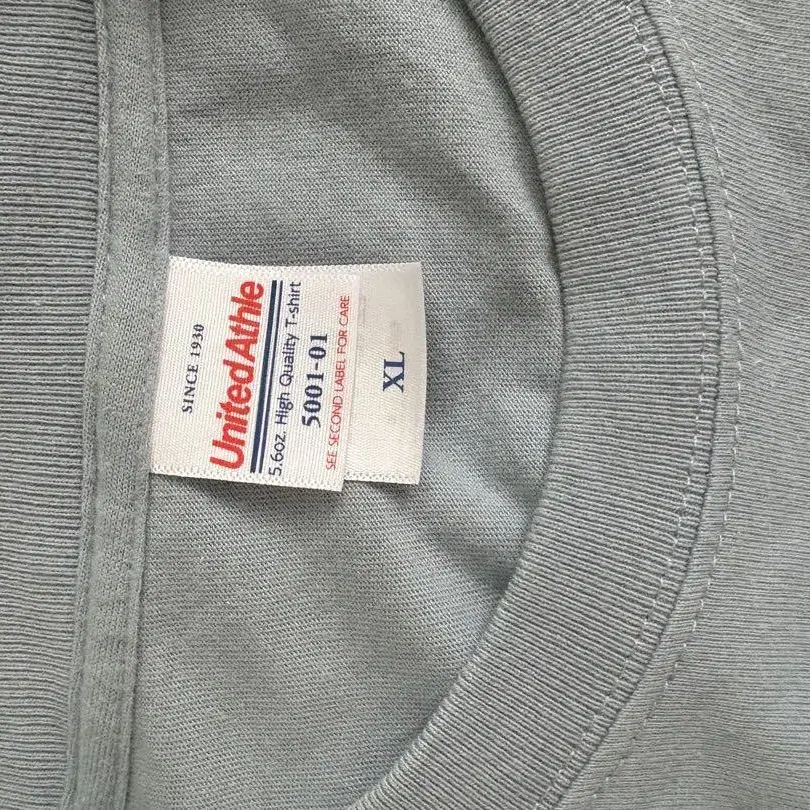 SINCE 1930
UnitedAthle
5.6oz. High Quality T-shirt
5001-01
SEE SECOND LABEL FOR CARE
XL